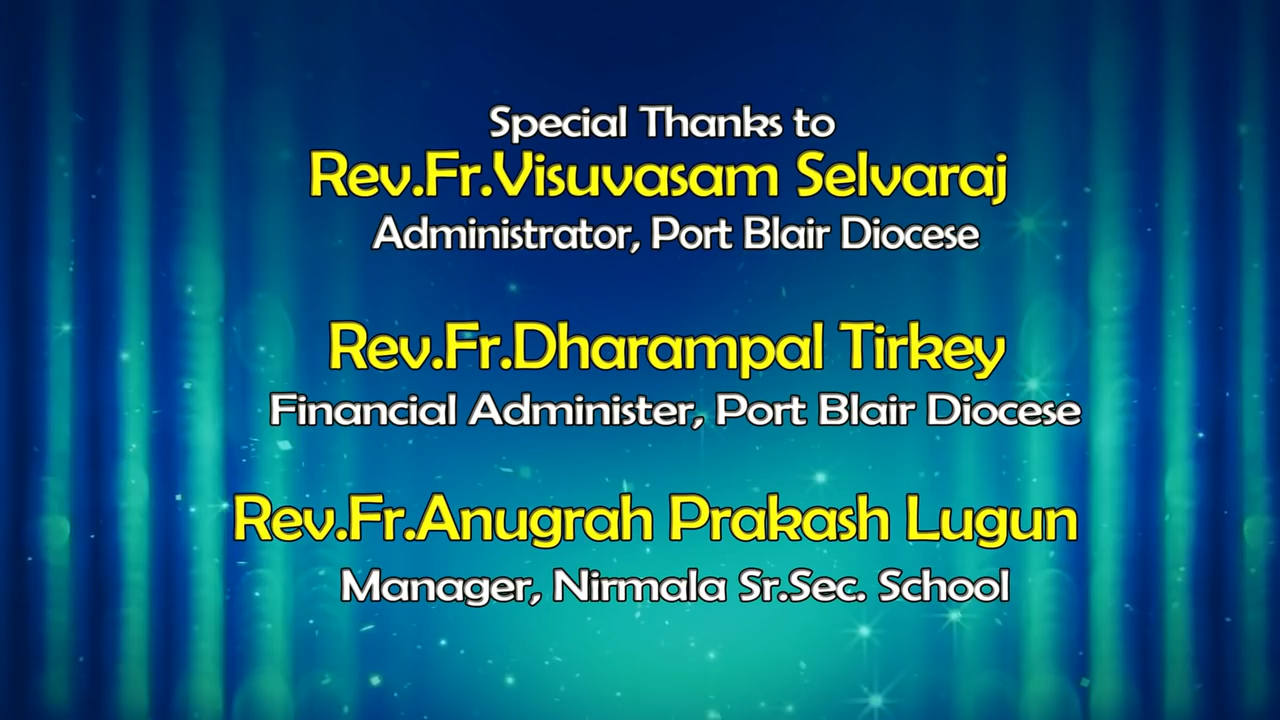 Special Thanks to
Rev.Fr.Visuvasam Selvaraj
Administrator, Port Blair Diocese
Rev.Fr.Dharampal Tirkey
Financial Administer, Port Blair Diocese
Rev.Fr.Anugrah Prakash Lugun
Manager, Nirmala Sr.Sec. School